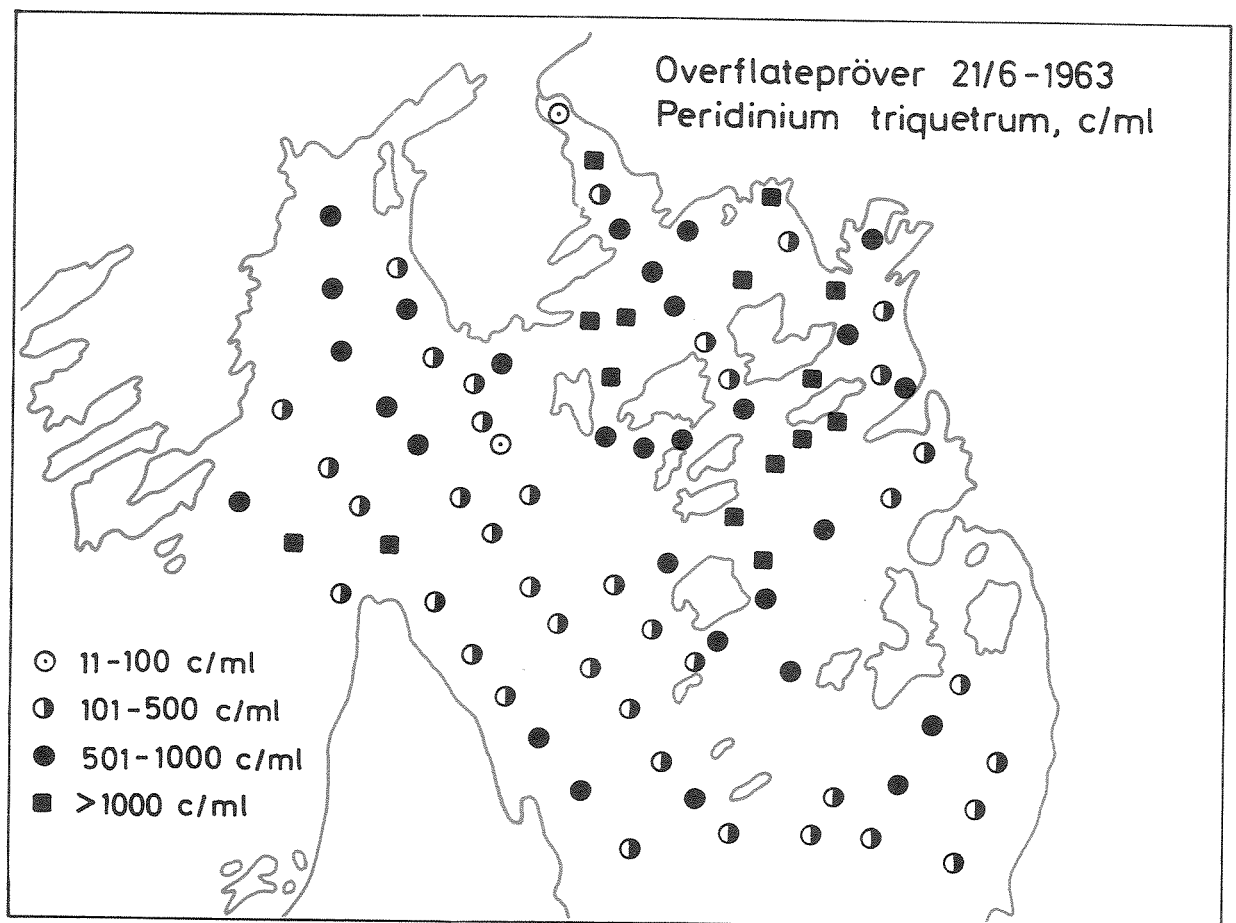 Overflatepröver 21/6-1963
Peridinium triquetrum, c/ml
11-100 c/ml
101-500 c/ml
501-1000 c/ml
>1000 c/ml